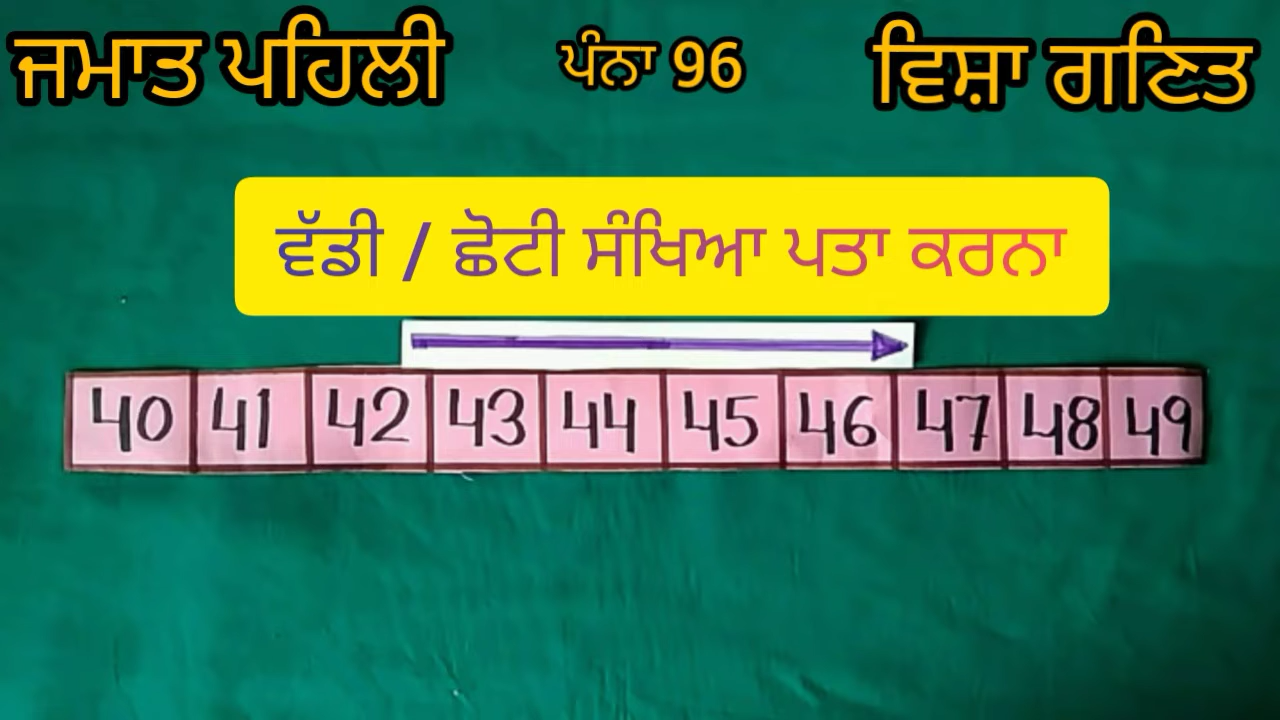 ਜਮਾਤ ਪਹਿਲੀ ਪੰਨਾ 96 ਵਿਸ਼ਾ ਗਣਿਤ
ਵੱਡੀ / ਛੋਟੀ ਸੰਖਿਆ ਪਤਾ ਕਰਨਾ
40 41 42 43 44 45 46 47 48 49